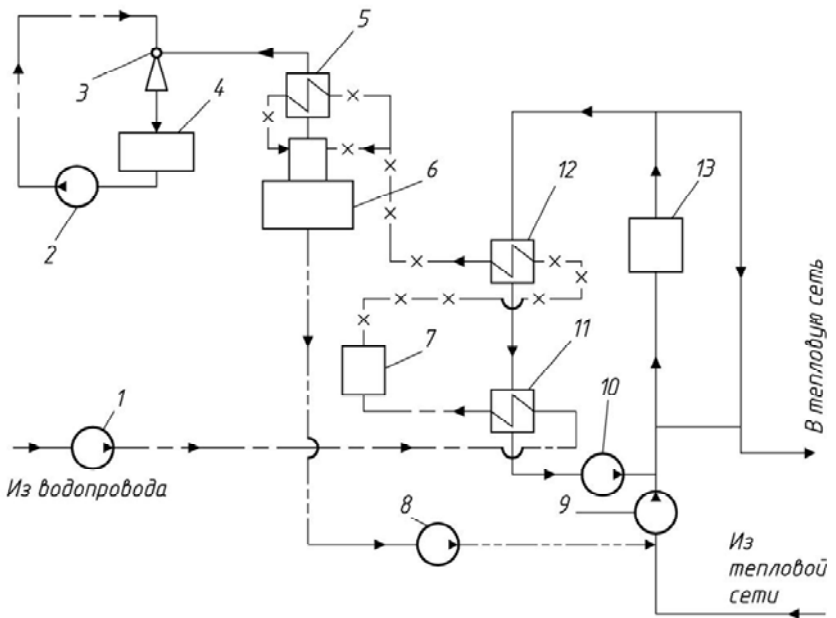 5
3
4
12
13
6
2
7
11
1
10
Из водопровода
8
9
В тепловую сеть
Из
тепловой
сети